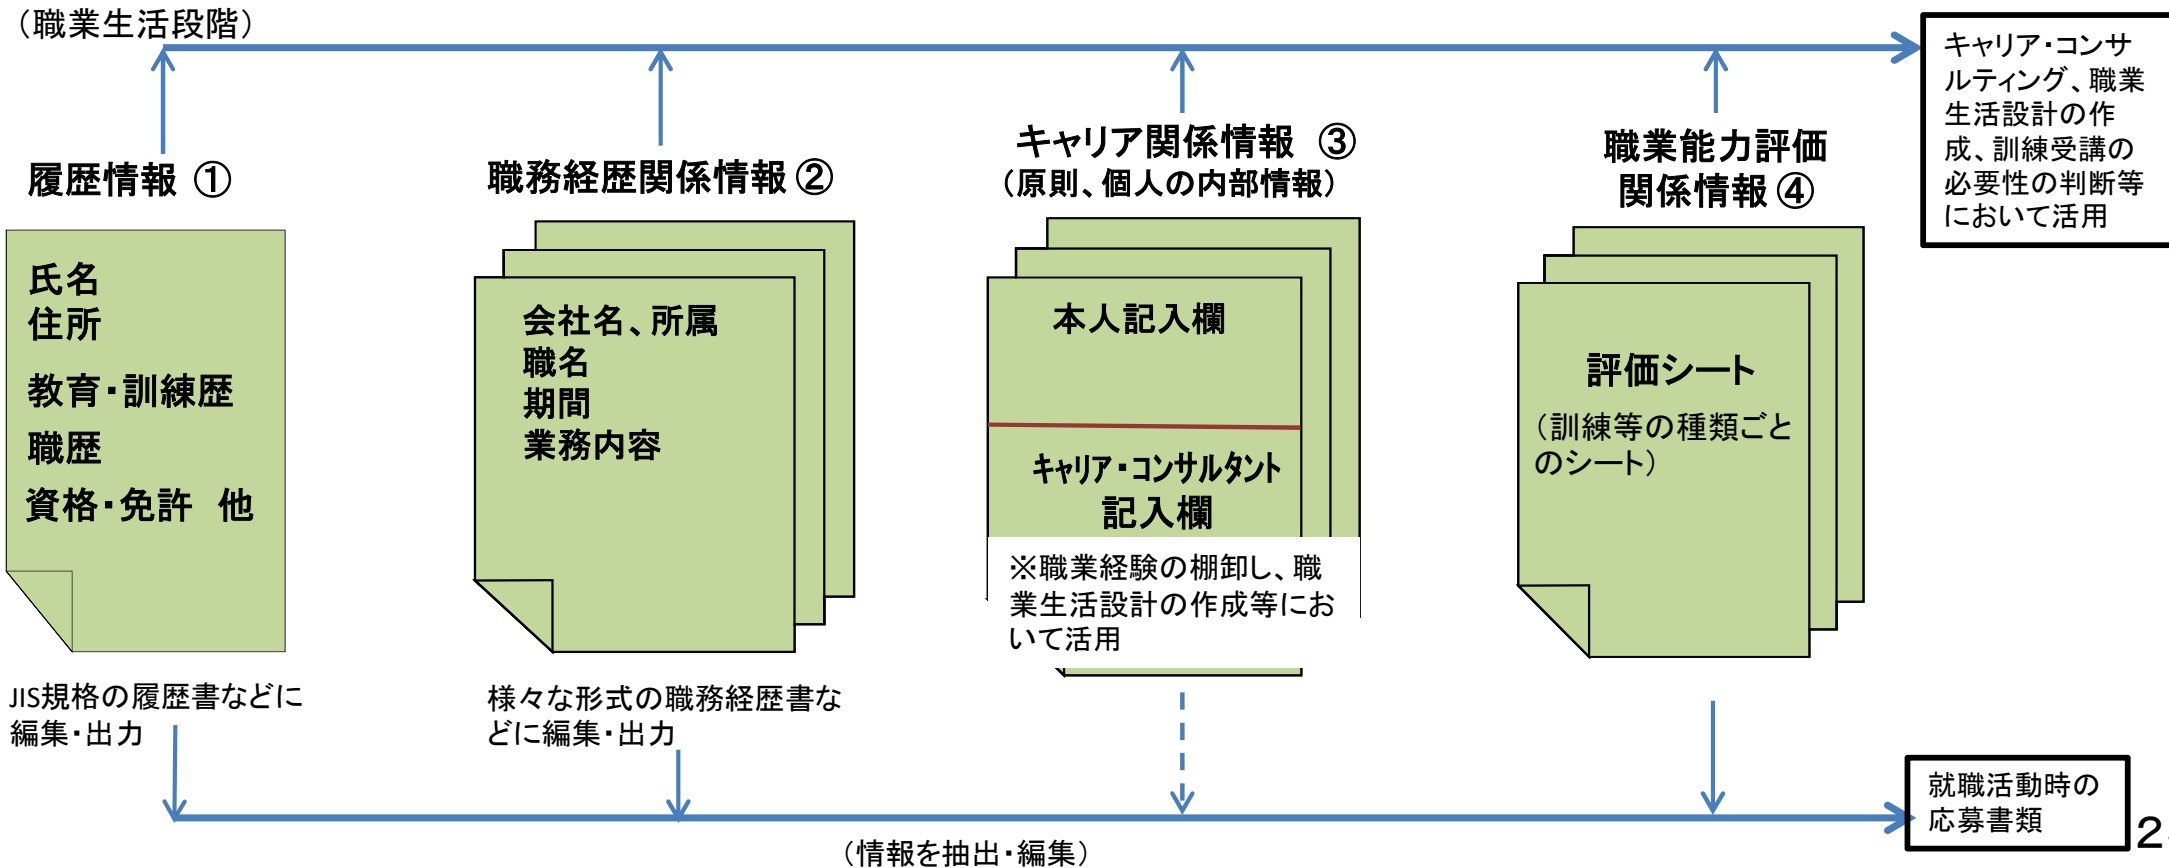 （職業生活段階）
キャリア・コンサ
ルティング、職業
生活設計の作
成、訓練受講の
必要性の判断等
において活用
履歴情報 ①
氏名
住所
教育・訓練歴
職歴
資格・免許 他
JIS規格の履歴書などに
編集・出力
職務経歴関係情報②
会社名、所属
職名
期間
業務内容
様々な形式の職務経歴書な
どに編集・出力
キャリア関係情報 ③
（原則、個人の内部情報）
本人記入欄
キャリア・コンサルタント
記入欄
※職業経験の棚卸し、職
業生活設計の作成等にお
いて活用
職業能力評価
関係情報④
評価シート
（訓練等の種類ごと
のシート）
就職活動時の
応募書類
（情報を抽出・編集）
2